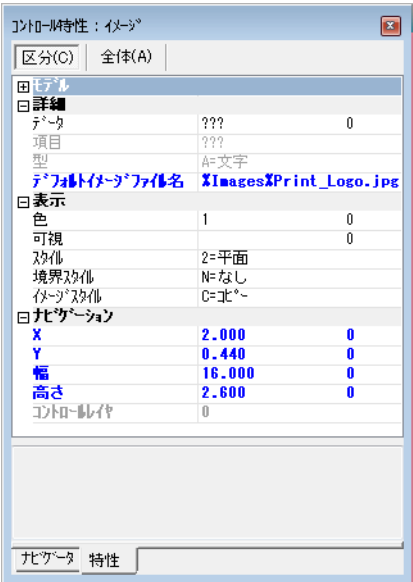 ｺﾝﾄﾛｰﾙ特性：ｲﾒｰｼﾞ
区分(C) 全体(A)
ﾓﾃﾞﾙ
詳細
ﾃﾞｰﾀ ??? 0
項目 ???
型 A=文字
ﾃﾞﾌｫﾙﾄｲﾒｰｼﾞﾌｧｲﾙ名 %Images%Print_Logo.jpg
表示
色 1 0
可視 0
ｽﾀｲﾙ 2=平面
境界ｽﾀｲﾙ N=なし
ｲﾒｰｼﾞｽﾀｲﾙ C=ｺﾋﾟｰ
ﾅﾋﾞｹﾞｰｼｮﾝ
X 2.000 0
Y 0.440 0
幅 16.000 0
高さ 2.600 0
ｺﾝﾄﾛｰﾙﾚｲﾔ 0
ﾅﾋﾞｹﾞｰﾀ 特性